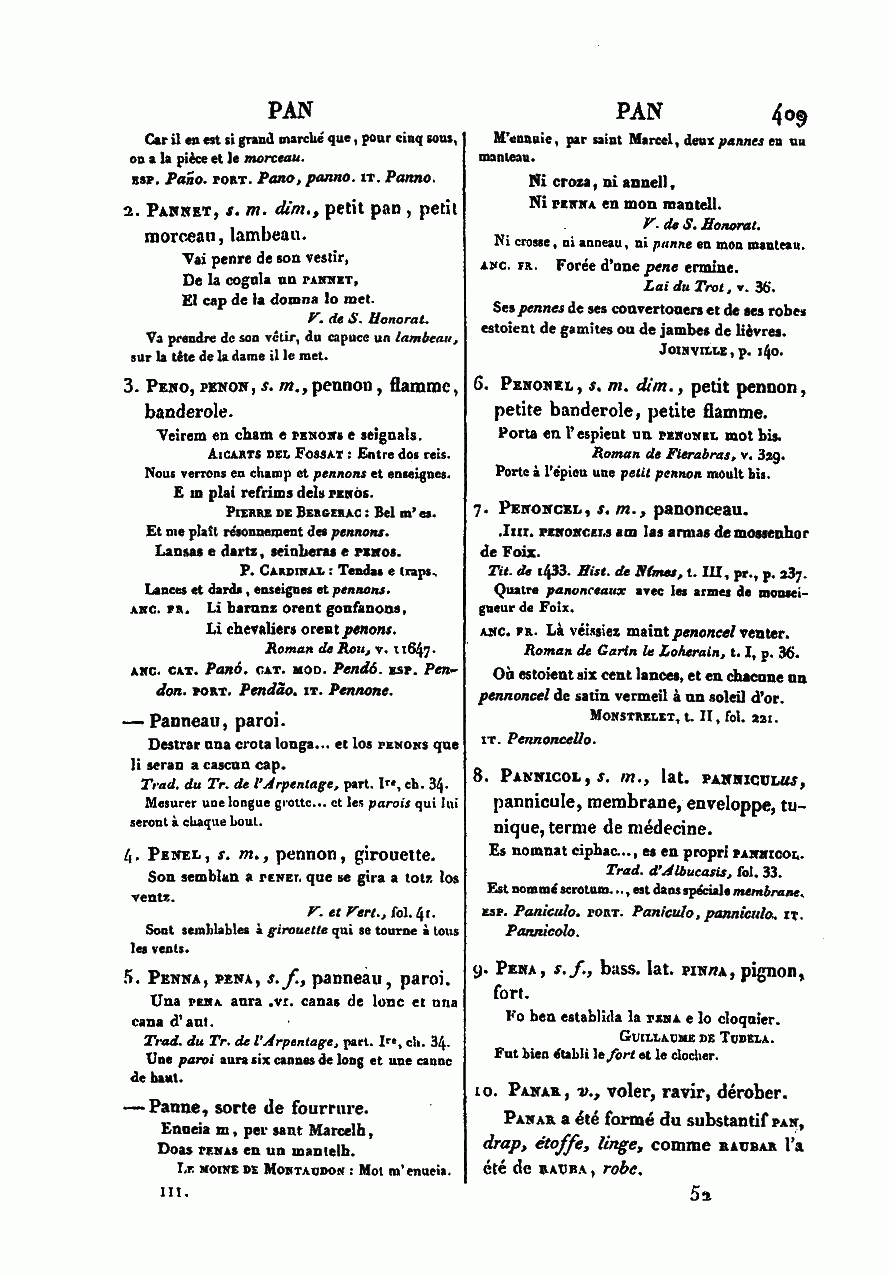 PAN
PAN 409
Car il en est si grand marché que, pour cinq sous,
on a la pièce et le morceau.
ESP. Paño. PORT. Pano, panno. IT. Panno.
2. PANNET, s. m. dim., petit pan, petit
morceau, lambeau.
Vai penre de son vestir,
De la cogula un PANNET,
El cap de la domna lo met.
V. de S. Honorat.
Va prendre de son vêtir, du capuce un lambeau,
sur la tête de la dame il le met.
3. PENO, PENON, s. m., pennon, flamme,
banderole.
Veirem en cham e PENONS e seignals.
AICARTS DEL FOSSAT: Entre dos reis.
Nous verrons en champ et pennons et enseignes.
E m plai refrims dels PENÒS.
PIERRE DE BERGERAC: Bel m'es.
Et me plaît résonnement des pennons.
Lansas e dartz, seinheras e PENOS.
P. CARDINAL: Tendas e traps.
Lances et dards, enseignes et pennons.
ANC. FR. Li barunz orent gonfanons,
Li chevaliers orent penons.
Roman de Rou, v. 11647.
ANC. CAT. Panó. CAT. MOD. Pendó. ESP. Pen-
don. PORT. Pendão. IT. Pennone.
— Panneau, paroi.
Destrar una crota longa... et los PENONS que
li seran a cascun cap.
Trad. du Tr. de l'Arpentage, part. Ire, ch. 34.
Mesurer une longue grotte... et les parois qui lui
seront à chaque bout.
4. PENEL, s. m., pennon, girouette.
Son semblan a PENEL que se gira a totz los
ventz.
V. et Vert., fol. 41.
Sont semblables à girouette qui se tourne à tous
les vents.
5. PENNA, PENA, s. f., panneau, paroi.
Una PENA aura .VI. canas de lonc et una
cana d'aut.
Trad. du Tr. de l'Arpentage, part. Ire, ch. 34.
Une paroi aura six cannes de long et une canne
de haut.
— Panne, sorte de fourrure.
Enueia m, per sant Marcelh,
Doas PENAS en un mantelh.
LE MOINE DE MONTAUDON: Mot m'enueia.
III.
M'ennuie, par saint Marcel, deux pannes en un
manteau.
Ni croza, ni annell,
Ni PENNA en mon mantell.
V. de S. Honorat.
Ni crosse, ni anneau, ni panne en mon manteau.
ANC. FR. Forée d'une pene ermine.
Lai du Trot, v. 36.
Ses pennes de ses convertouers et de ses robes
estoient de gamites ou de jambes de lièvres.
JOINVILLE, p. 140.
6. PENONEL, s. m. dim., petit pennon,
petite banderole, petite flamme.
Porta en l'espient un PENONEL mot bis.
Roman de Fierabras, v. 329.
Porte à l'épieu une petit pennon moult bis.
7. PENONCEL, s. m., panonceau.
.IIII. PENONCELS am las armas de mossenhor
de Foix.
Tit. de 1433. Hist. de Nîmes, t. III, pr., p. 237.
Quatre panonceaux avec les armes de monsei-
gneur de Foix.
ANC. FR. Là véissiez maint penoncel venter.
Roman de Garin le Loherain, t. I, p. 36.
Où estoient six cent lances, et en chacune un
pennoncel de satin vermeil à un soleil d'or.
MONSTRELET, t. II, fol. 221.
IT. Pennoncello.
8. PANNICOL, s. m., lat. PANNICULUS,
pannicule, membrane, enveloppe, tu-
nique, terme de médecine.
Es nomnat ciphac..., es en propri PANNICOL.
Trad. d'Albucasis, fol. 33.
Est nommé scrotum..., est dans spéciale membrane.
ESP. Paniculo. PORT. Paniculo, panniculo. IT.
Pannicolo.
9. PENA, s. f., bass. lat. PINNA, pignon,
fort.
Fo ben establida la PENA e lo cloquier.
GUILLAUME DE TUDELA.
Fut bien établi le fort et le clocher.
10. PANAR, v., voler, ravir, dérober.
PANAR a été formé du substantif PAN,
drap, étoffe, linge, comme RAUBAR l'a
été de RAUBA, robe.
52